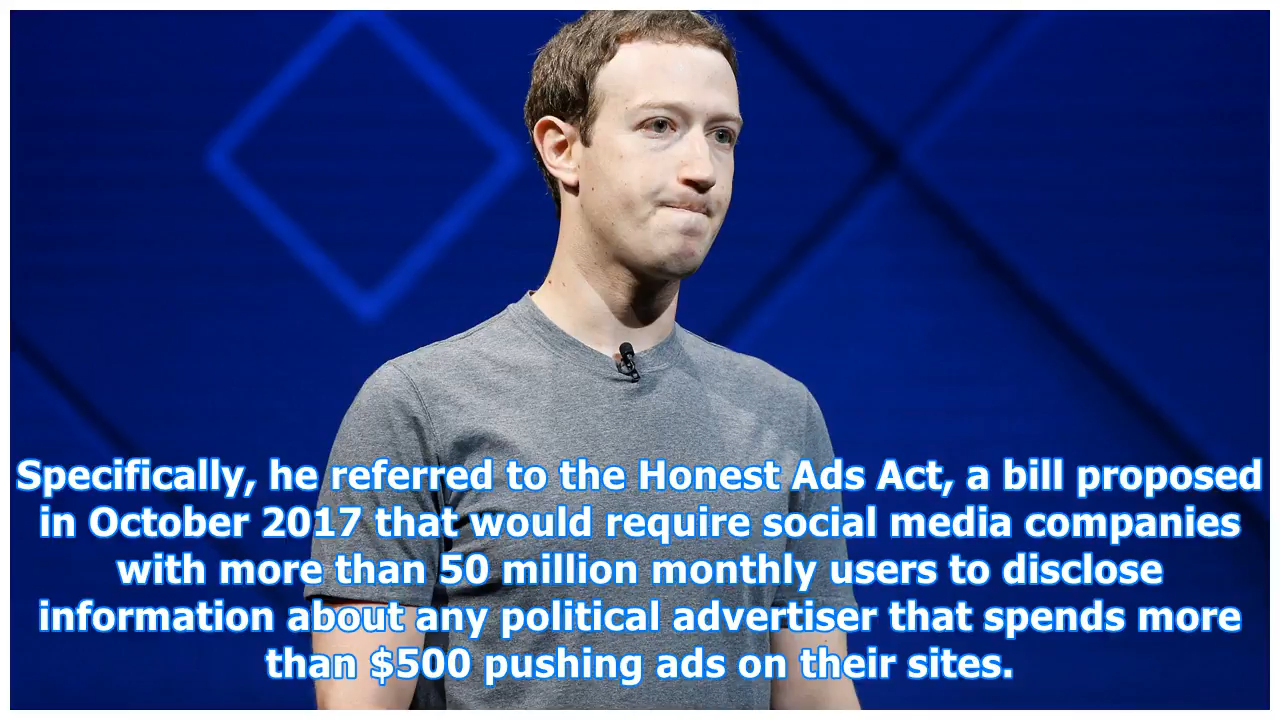 Specifically, he referred to the Honest Ads Act, a bill proposed
in October 2017 that would require social media companies
with more than 50 million monthly users to disclose
information about any political advertiser that spends more
than $500 pushing ads on their sites.